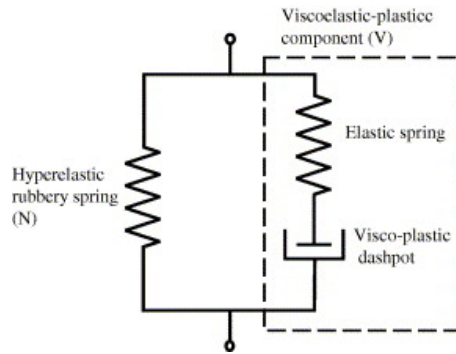 Viscoelastic-plasticc
component (V)
Elastic spring
Hyperelastic
rubbery spring
(N)
Visco-plastic
dashpot